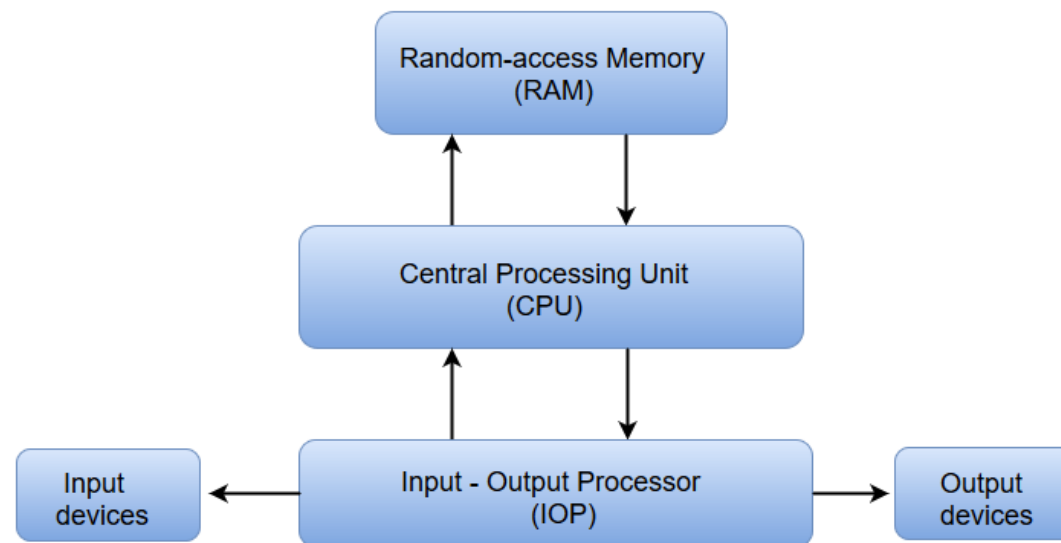 Random-access Memory
(RAM)
Central Processing Unit
(CPU)
Input
devices
Input - Output Processor
(IOP)
Output
devices